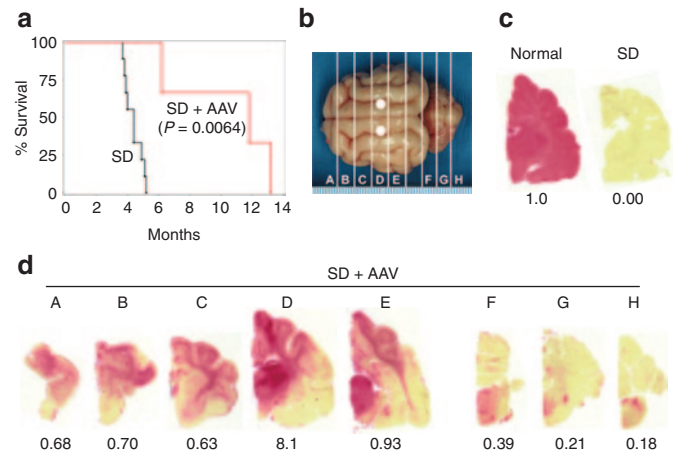 a
100
75
50
25
0
% Survival
SD + AAV
(P = 0.0064)
SD
0 2 4 6 8 10 12 14
Months
b
A B C D E F G H
c
Normal SD
1.0 0.00
d
SD + AAV
A B C D E F G H
0.68 0.70 0.63 8.1 0.93 0.39 0.21 0.18